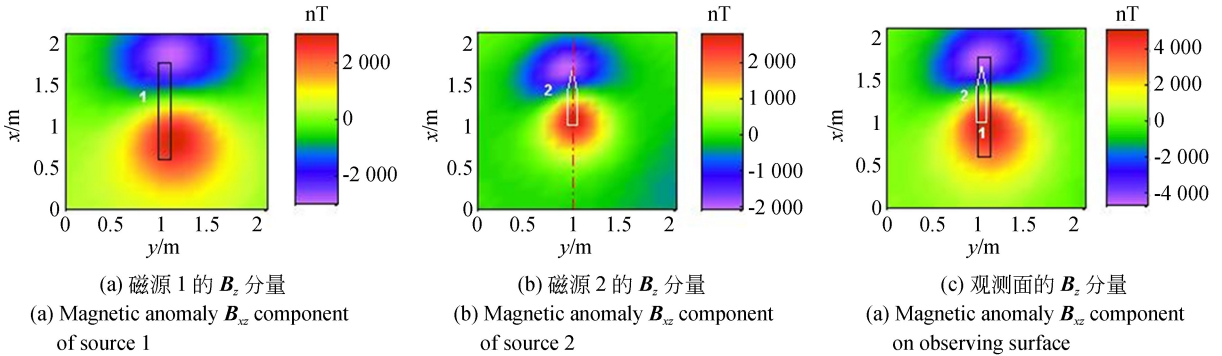 nT
2
1.5
1
0.5
0
x/m
1
0
0.5
1
1.5
2
y/m
2 000
0
-2 000
(a) 磁源 1 的 Bz 分量
(a) Magnetic anomaly Bxz component
of source 1
nT
2
1.5
1
0.5
0
x/m
2
0
0.5
1
1.5
2
y/m
2 000
1 000
0
-1 000
-2 000
(b) 磁源 2 的 Bz 分量
(b) Magnetic anomaly Bxz component
of source 2
nT
2
1.5
1
0.5
0
x/m
2
1
0
0.5
1
1.5
2
y/m
4 000
2 000
0
-2 000
-4 000
(c) 观测面的 Bz 分量
(a) Magnetic anomaly Bxz component
on observing surface